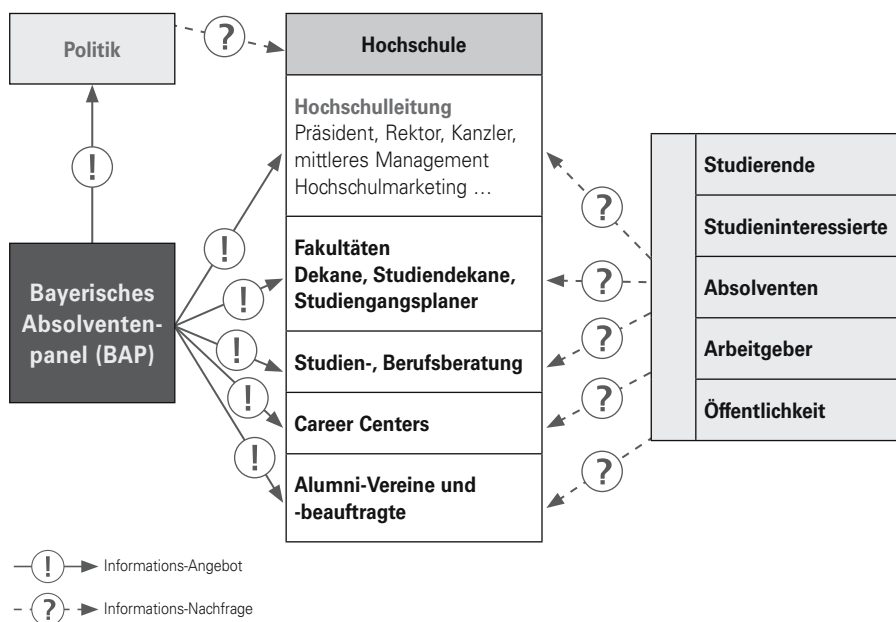 Politik
?
Hochschule
!
Hochschulleitung
Präsident, Rektor, Kanzler,
mittleres Management
Hochschulmarketing ...
Bayerisches
Absolventen-
panel (BAP)
!
!
!
!
!
Fakultäten
Dekane, Studiendekane,
Studiengangsplaner
Studien-, Berufsberatung
Career Centers
Alumni-Vereine und
-beauftragte
?
?
?
?
?
Studierende
Studieninteressierte
Absolventen
Arbeitgeber
Öffentlichkeit
! Informations-Angebot
? Informations-Nachfrage